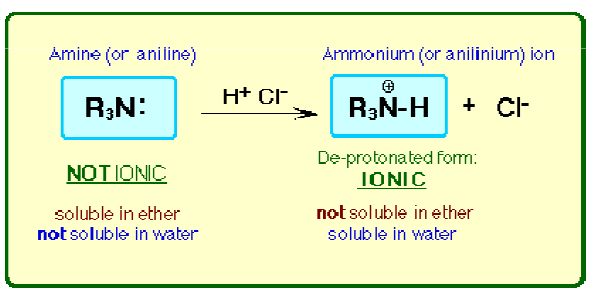 Amine (or aniline)
Ammonium (or anilinium) ion
R₃N:
H⁺ Cl⁻
⊕
R₃N-H + Cl⁻
NOT IONIC
De-protonated form:
IONIC
soluble in ether
not soluble in water
not soluble in ether
soluble in water